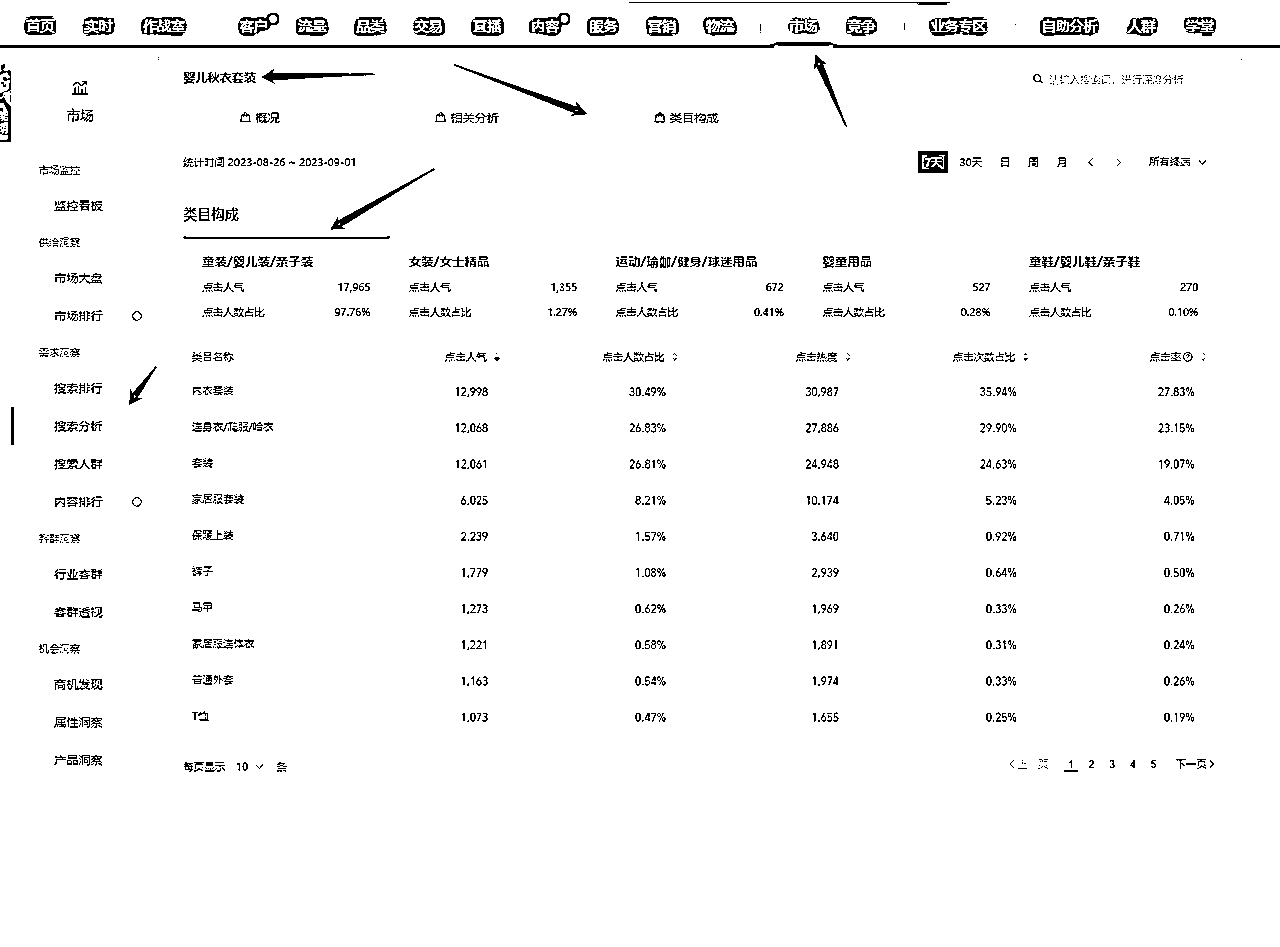 首页 实时 作战室 客户 流量 品类 交易 直播 内容 服务 营销 物流 市场 竞争 业务专区 自助分析 人群 学堂
市场
市场监控
监控看板
供给洞察
市场大盘
市场排行
需求洞察
搜索排行
搜索分析
搜索人群
内容排行
客群洞察
行业客群
客群透视
机会洞察
商机发现
属性洞察
产品洞察
婴儿秋衣套装
请输入搜索词，进行深度分析
概况 相关分析 类目构成
统计时间 2023-08-26 ~ 2023-09-01
7天 30天 日 周 月 < > 所有终端
类目构成
童装/婴儿装/亲子装 女装/女士精品 运动/瑜伽/健身/球迷用品 婴童用品 童鞋/婴儿鞋/亲子鞋
点击人气 17,965 点击人气 1,355 点击人气 672 点击人气 527 点击人气 270
点击人数占比 97.76% 点击人数占比 1.27% 点击人数占比 0.41% 点击人数占比 0.28% 点击人数占比 0.10%
类目名称 点击人气 点击人数占比 点击热度 点击次数占比 点击率
内衣套装 12,998 30.49% 30,987 35.94% 27.83%
连身衣/爬服/哈衣 12,068 26.83% 27,886 29.90% 23.15%
套装 12,061 26.81% 24,948 24.63% 19.07%
家居服套装 6,025 8.21% 10,174 5.23% 4.05%
保暖上装 2,239 1.57% 3,640 0.92% 0.71%
裤子 1,779 1.08% 2,939 0.64% 0.50%
马甲 1,273 0.62% 1,969 0.33% 0.26%
家居服连体衣 1,221 0.58% 1,891 0.31% 0.24%
普通外套 1,163 0.54% 1,974 0.33% 0.26%
T恤 1,073 0.47% 1,655 0.25% 0.19%
每页显示 10 条
<上一页 1 2 3 4 5 下一页>